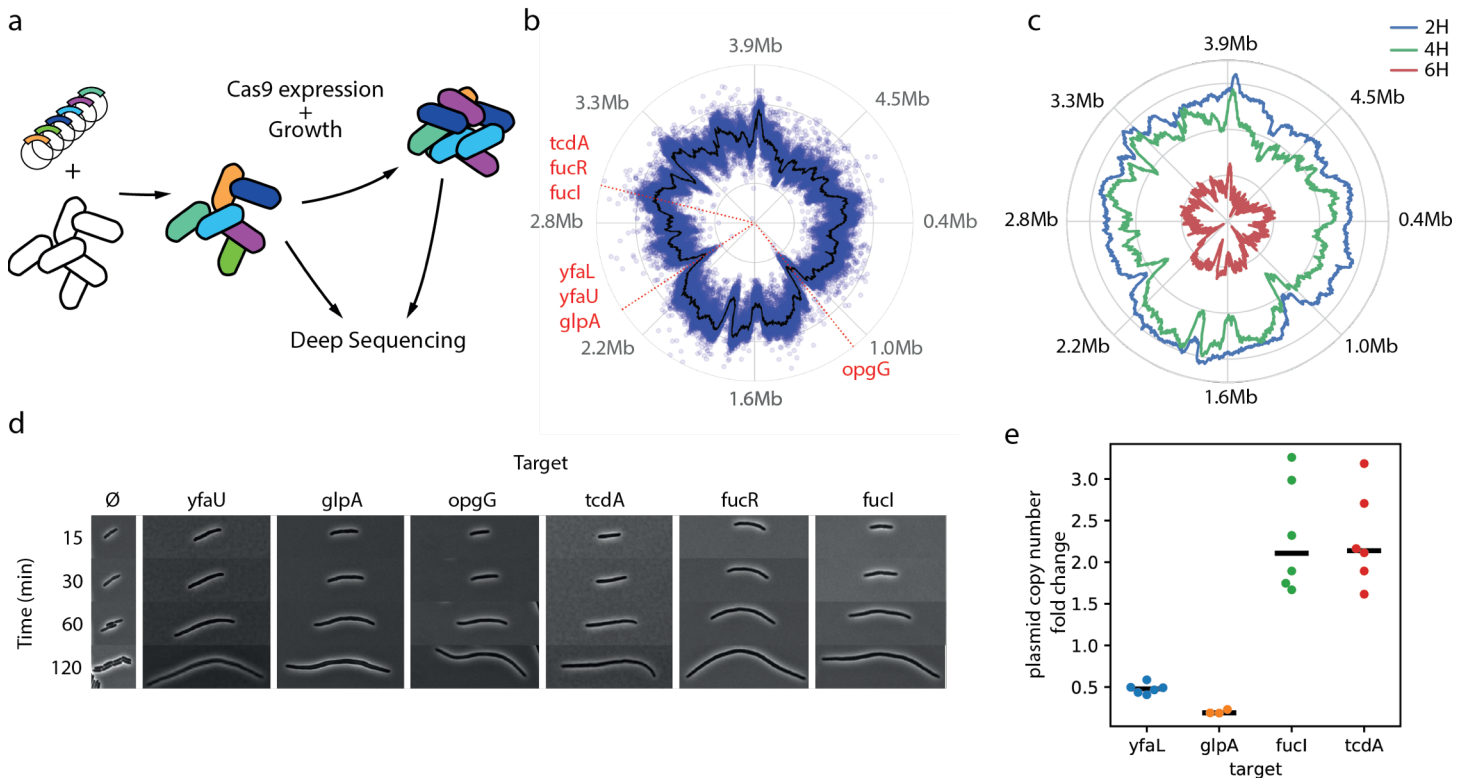 a
Cas9 expression
+
Growth
+
Deep Sequencing
b
3.9Mb
3.3Mb
4.5Mb
tcdA
fucR
fucI
2.8Mb
0.4Mb
yfaL
yfaU
glpA
2.2Mb
1.0Mb
opgG
1.6Mb
c
2H
4H
6H
3.9Mb
3.3Mb
4.5Mb
2.8Mb
0.4Mb
2.2Mb
1.0Mb
1.6Mb
d
Target
Ø yfaU glpA opgG tcdA fucR fucI
Time (min)
15
30
60
120
e
plasmid copy number
fold change
3.0
2.5
2.0
1.5
1.0
0.5
yfaL glpA fucI tcdA
target